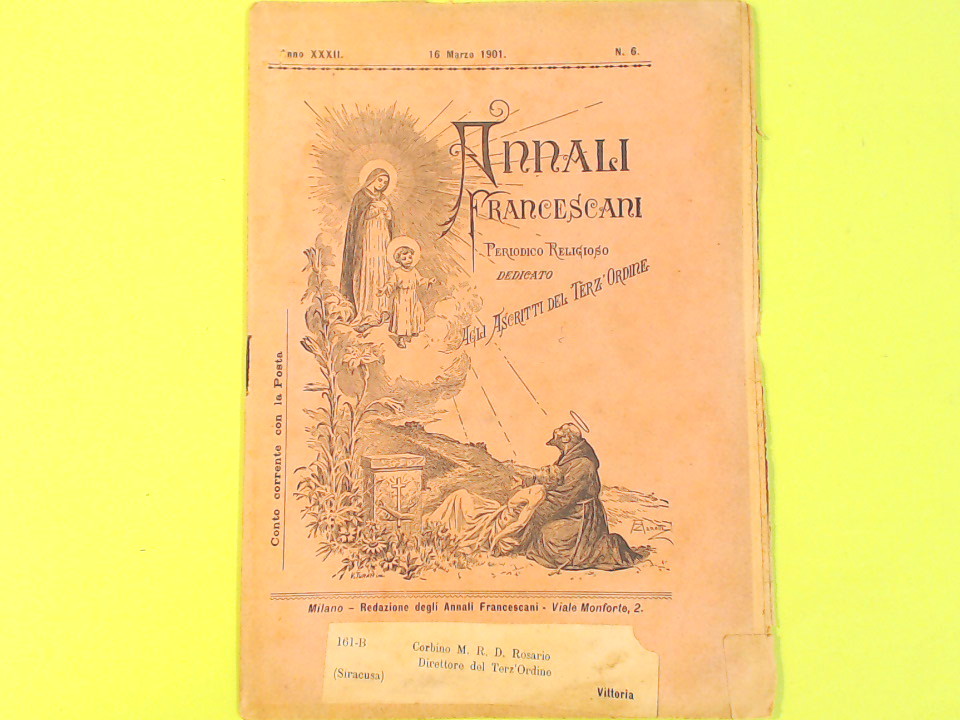 Anno XXXII.
16 Marzo 1901.
N. 6.
ANNALI
FRANCESCANI
PERIODICO RELIGIOSO
DEDICATO
AGLI ASCRITTI DEL TERZ'ORDINE
Conto corrente con la Posta
Milano – Redazione degli Annali Francescani - Viale Monforte, 2.
161-B
Corbino M. R. D. Rosario
Direttore del Terz'Ordine
(Siracusa)
Vittoria